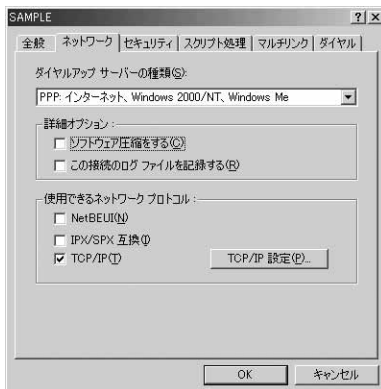 SAMPLE
全般 ネットワーク セキュリティ スクリプト処理 マルチリンク ダイヤル
ダイヤルアップ サーバーの種類(S):
PPP: インターネット、Windows 2000/NT、Windows Me
詳細オプション:
ソフトウェア圧縮をする(C)
この接続のログ ファイルを記録する(R)
使用できるネットワーク プロトコル:
NetBEUI(N)
IPX/SPX 互換(I)
TCP/IP(T)
TCP/IP 設定(P)...
OK キャンセル